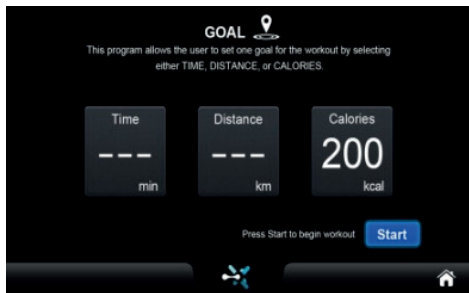 GOAL
This program allows the user to set one goal for the workout by selecting
either TIME, DISTANCE, or CALORIES.
Time
Distance
Calories
---
---
200
min
km
kcal
Press Start to begin workout
Start